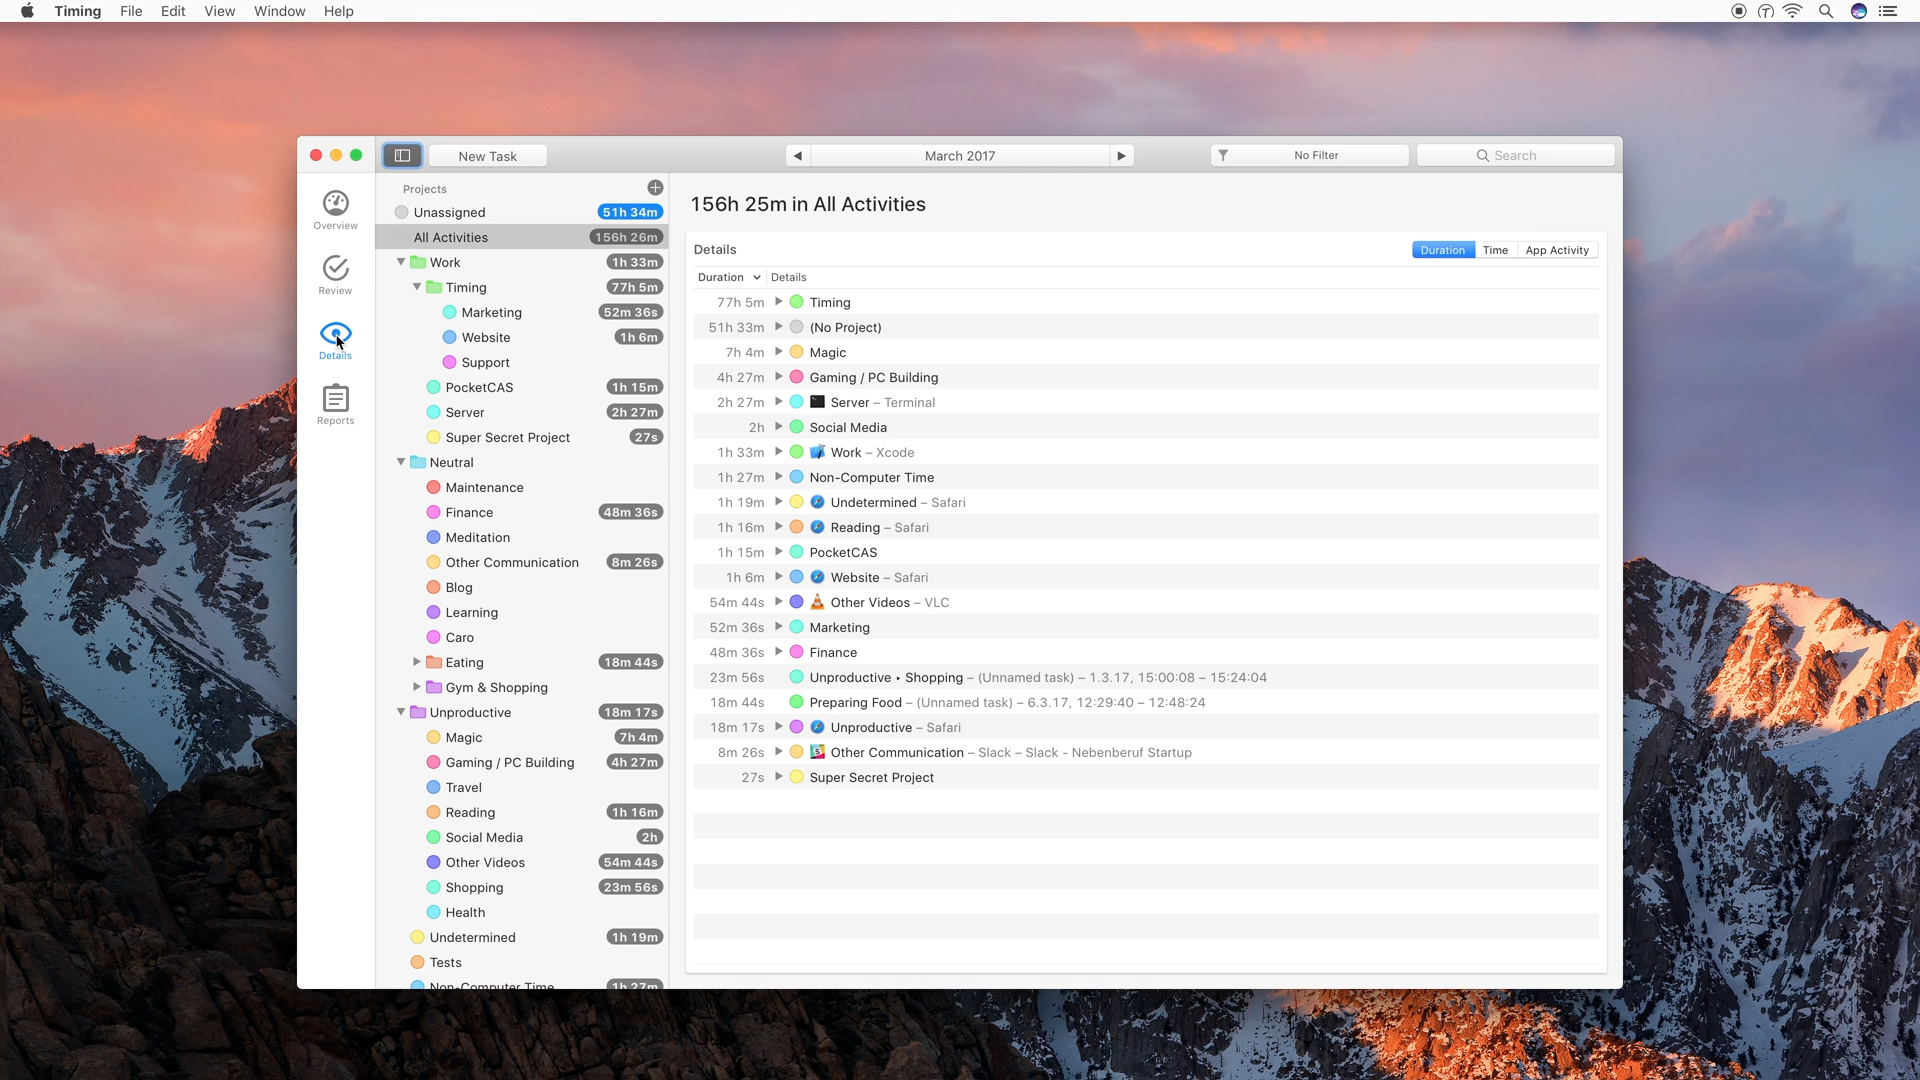 Timing File Edit View Window Help
New Task
March 2017
No Filter
Search
Overview
Review
Details
Reports
Projects
Unassigned 51h 34m
All Activities 156h 26m
Work 1h 33m
Timing 77h 5m
Marketing 52m 36s
Website 1h 6m
Support
PocketCAS 1h 15m
Server 2h 27m
Super Secret Project 27s
Neutral
Maintenance
Finance 48m 36s
Meditation
Other Communication 8m 26s
Blog
Learning
Caro
Eating 18m 44s
Gym & Shopping
Unproductive 18m 17s
Magic 7h 4m
Gaming / PC Building 4h 27m
Travel
Reading 1h 16m
Social Media 2h
Other Videos 54m 44s
Shopping 23m 56s
Health
Undetermined 1h 19m
Tests
Non-Computer Time 1h 27m
156h 25m in All Activities
Details
Duration Time App Activity
Duration Details
77h 5m Timing
51h 33m (No Project)
7h 4m Magic
4h 27m Gaming / PC Building
2h 27m Server – Terminal
2h Social Media
1h 33m Work – Xcode
1h 27m Non-Computer Time
1h 19m Undetermined – Safari
1h 16m Reading – Safari
1h 15m PocketCAS
1h 6m Website – Safari
54m 44s Other Videos – VLC
52m 36s Marketing
48m 36s Finance
23m 56s Unproductive ‣ Shopping – (Unnamed task) – 1.3.17, 15:00:08 – 15:24:04
18m 44s Preparing Food – (Unnamed task) – 6.3.17, 12:29:40 – 12:48:24
18m 17s Unproductive – Safari
8m 26s Other Communication – Slack – Slack - Nebenberuf Startup
27s Super Secret Project